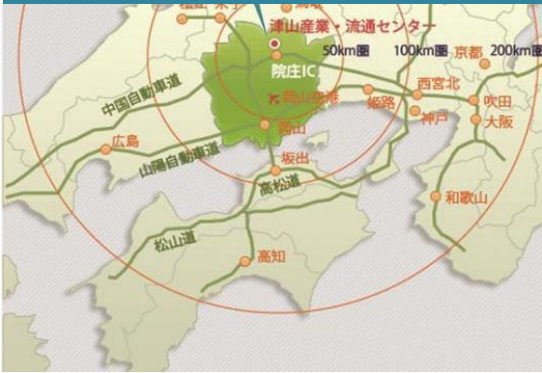 津山産業・流通センター
50km圏
100km圏
京都
200km圏
院庄IC
中国自動車道
岡山空港
姫路
西宮北
吹田
神戸
大阪
広島
岡山
山陽自動車道
坂出
高松道
和歌山
松山道
高知